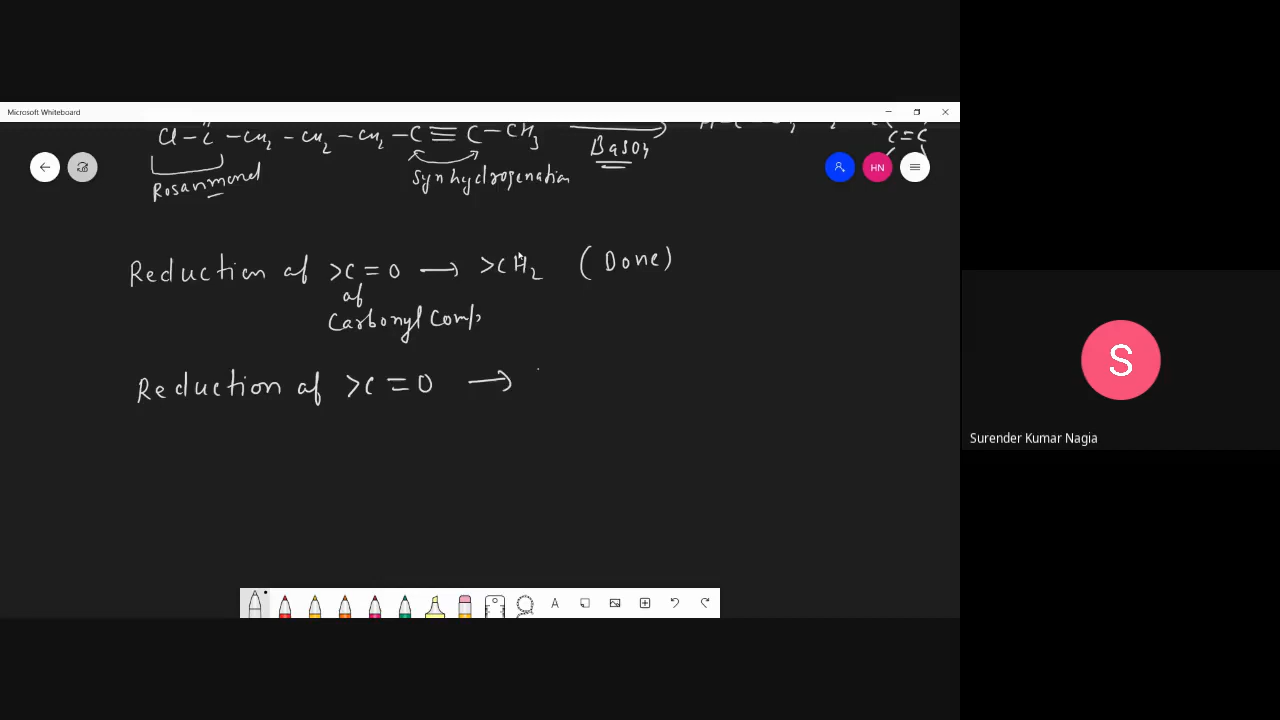 Microsoft Whiteboard
Cl-C-CH2-CH2-CH2-C≡C-CH3 BaSO4
C=C
Rosanmond
Syn hydrogenation
HN
Reduction of >C=O → >CH2 (Done)
of
Carbonyl Comp
Reduction of >C=O →
S
Surender Kumar Nagia
A